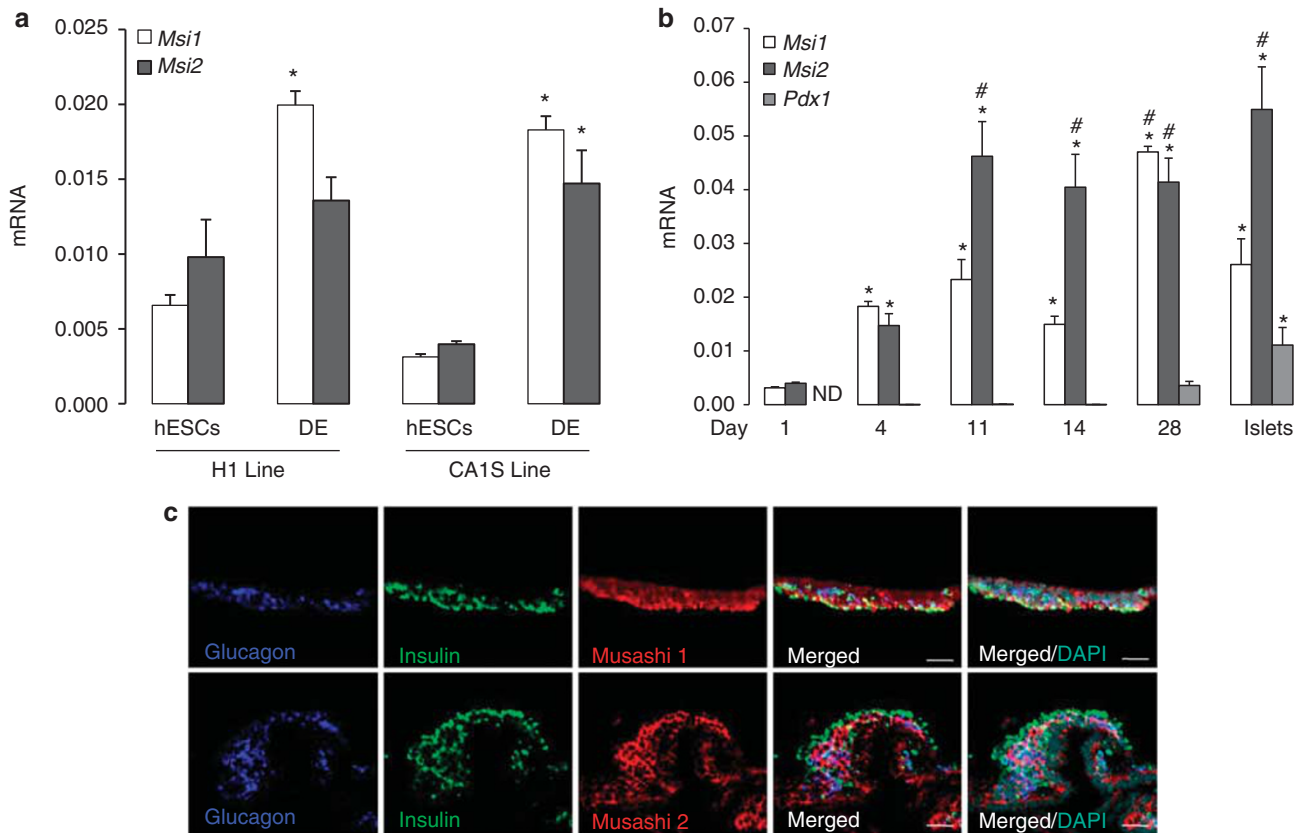 a
Msi1
Msi2
mRNA
0.025
0.020
0.015
0.010
0.005
0.000
*
* *
hESCs DE hESCs DE
H1 Line CA1S Line
b
Msi1
Msi2
Pdx1
mRNA
0.07
0.06
0.05
0.04
0.03
0.02
0.01
0.00
ND
* *
* # *
* # *
# * # *
* # * *
Day 1 4 11 14 28 Islets
c
Glucagon Insulin Musashi 1 Merged Merged/DAPI
Glucagon Insulin Musashi 2 Merged Merged/DAPI